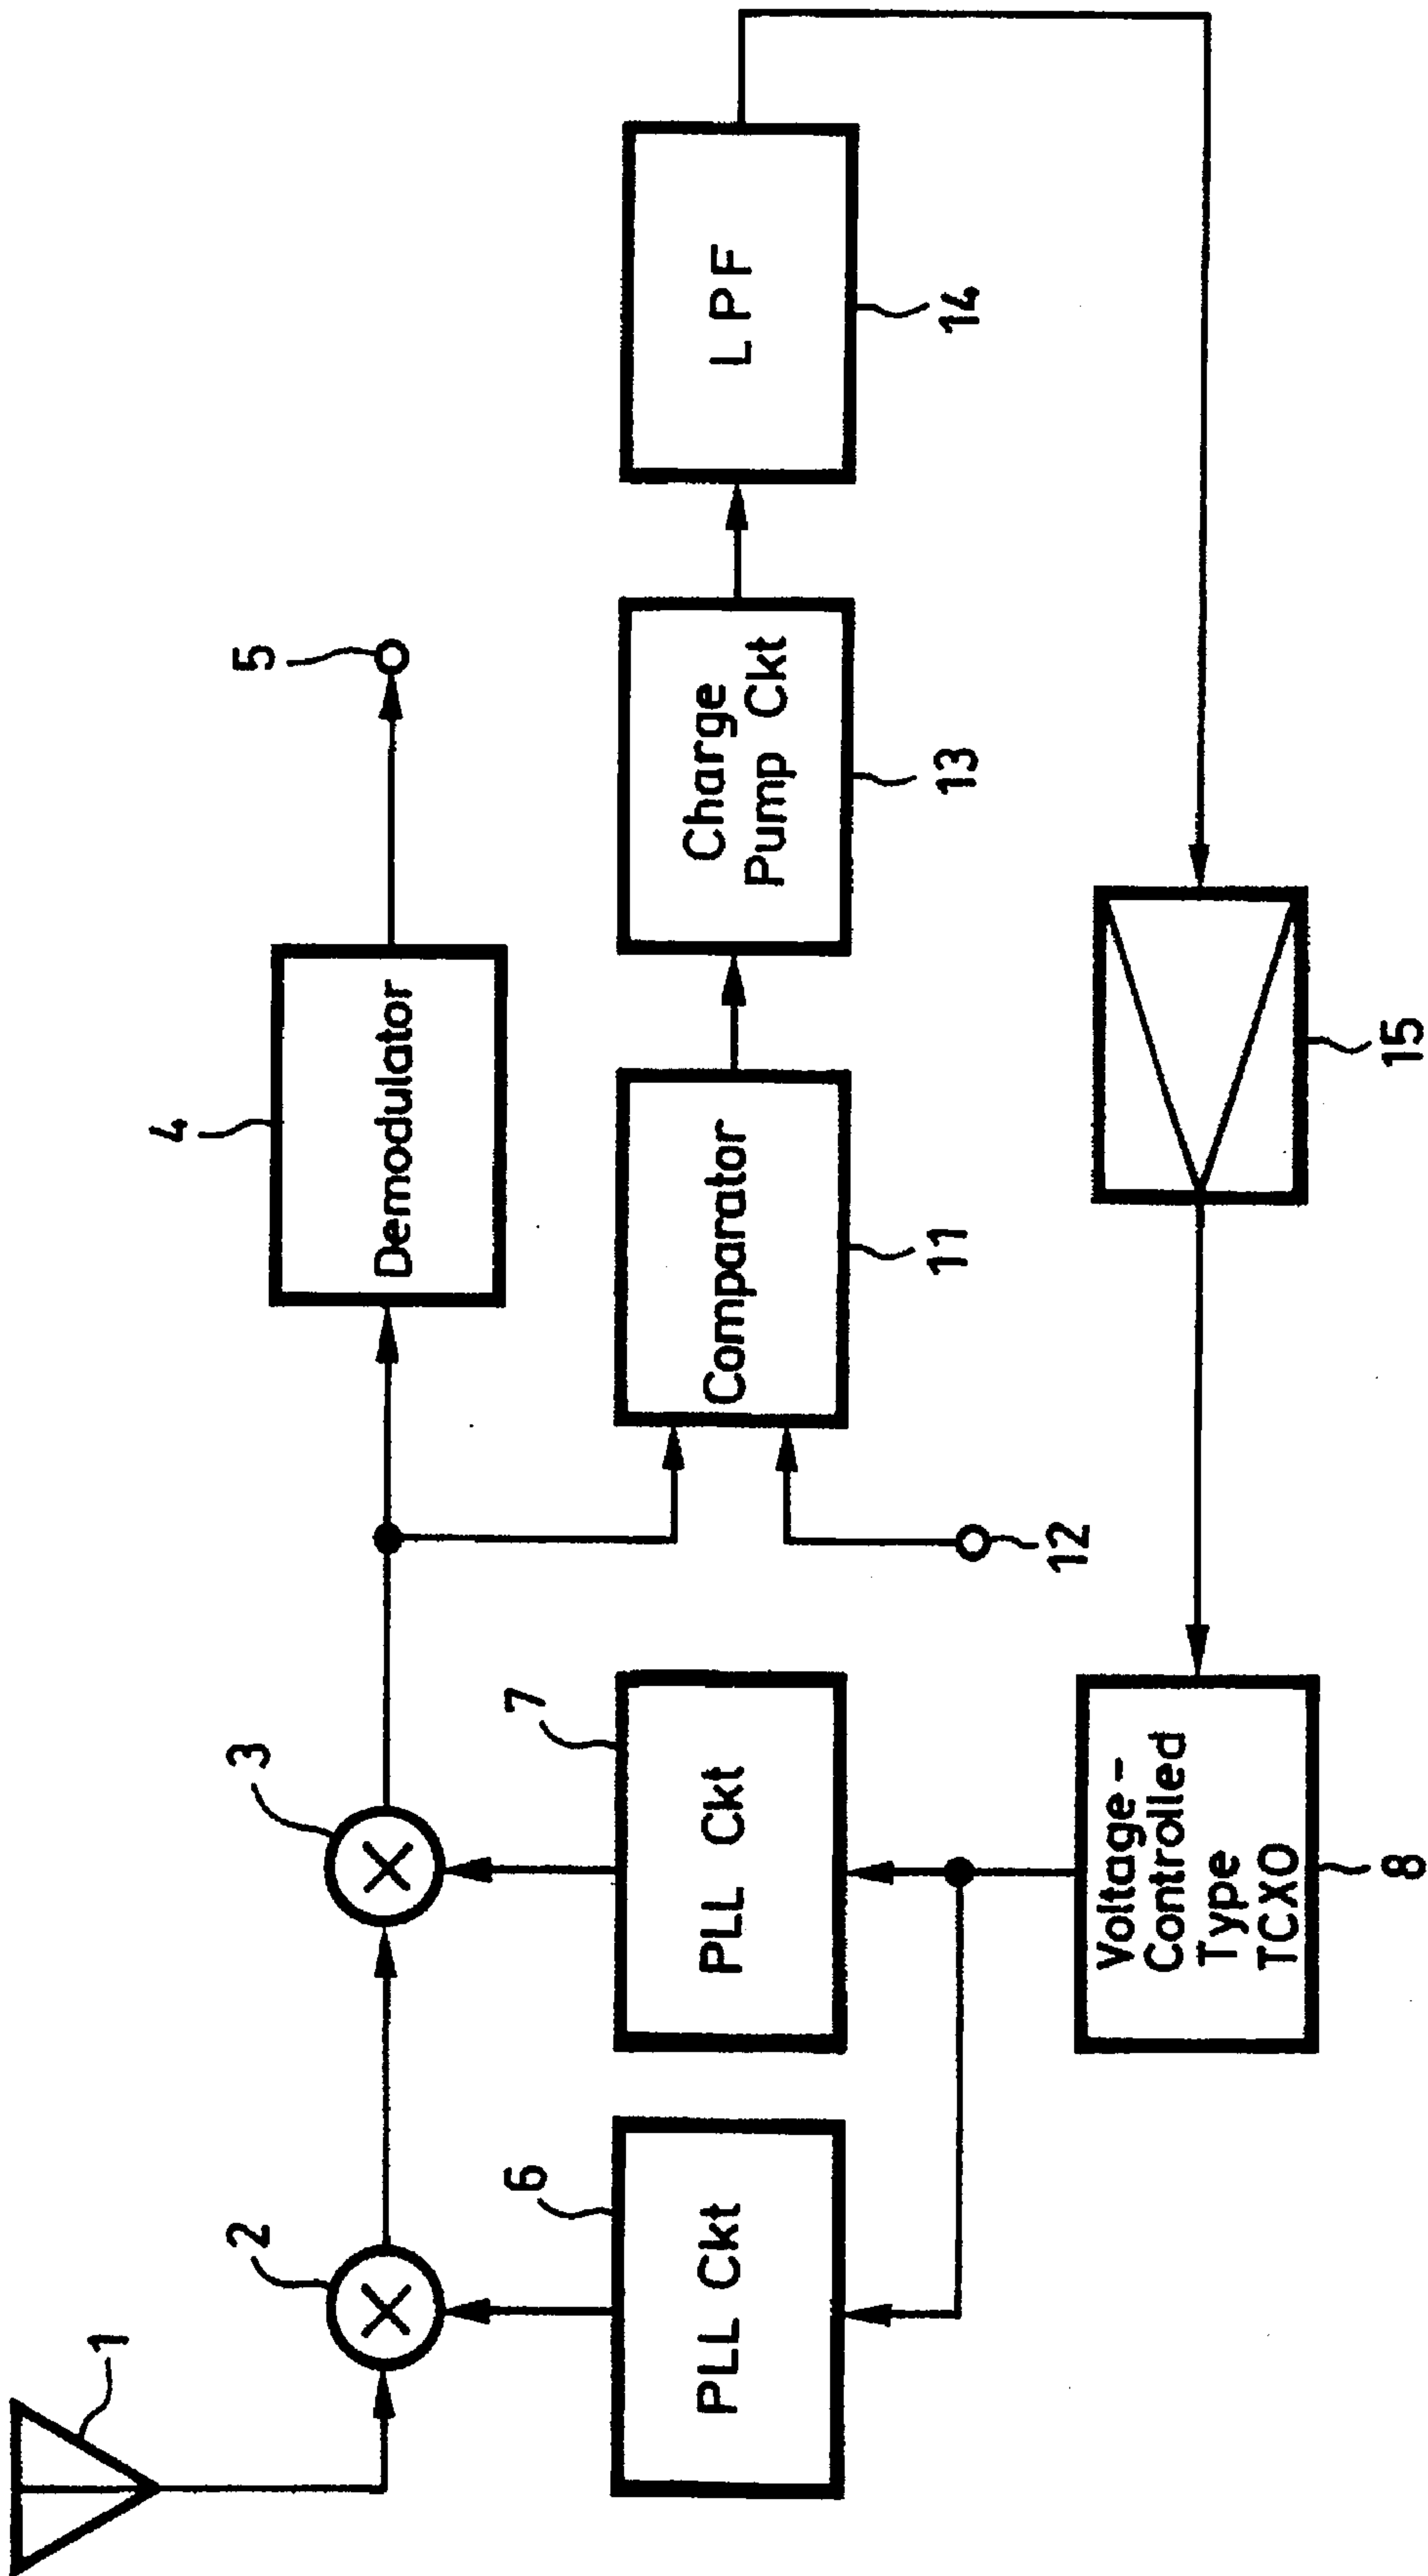 1
2
3
4
Demodulator
5
6
PLL Ckt
7
PLL Ckt
Comparator
11
12
Charge
Pump Ckt
13
LPF
14
Voltage-
Controlled
Type
TCXO
8
15